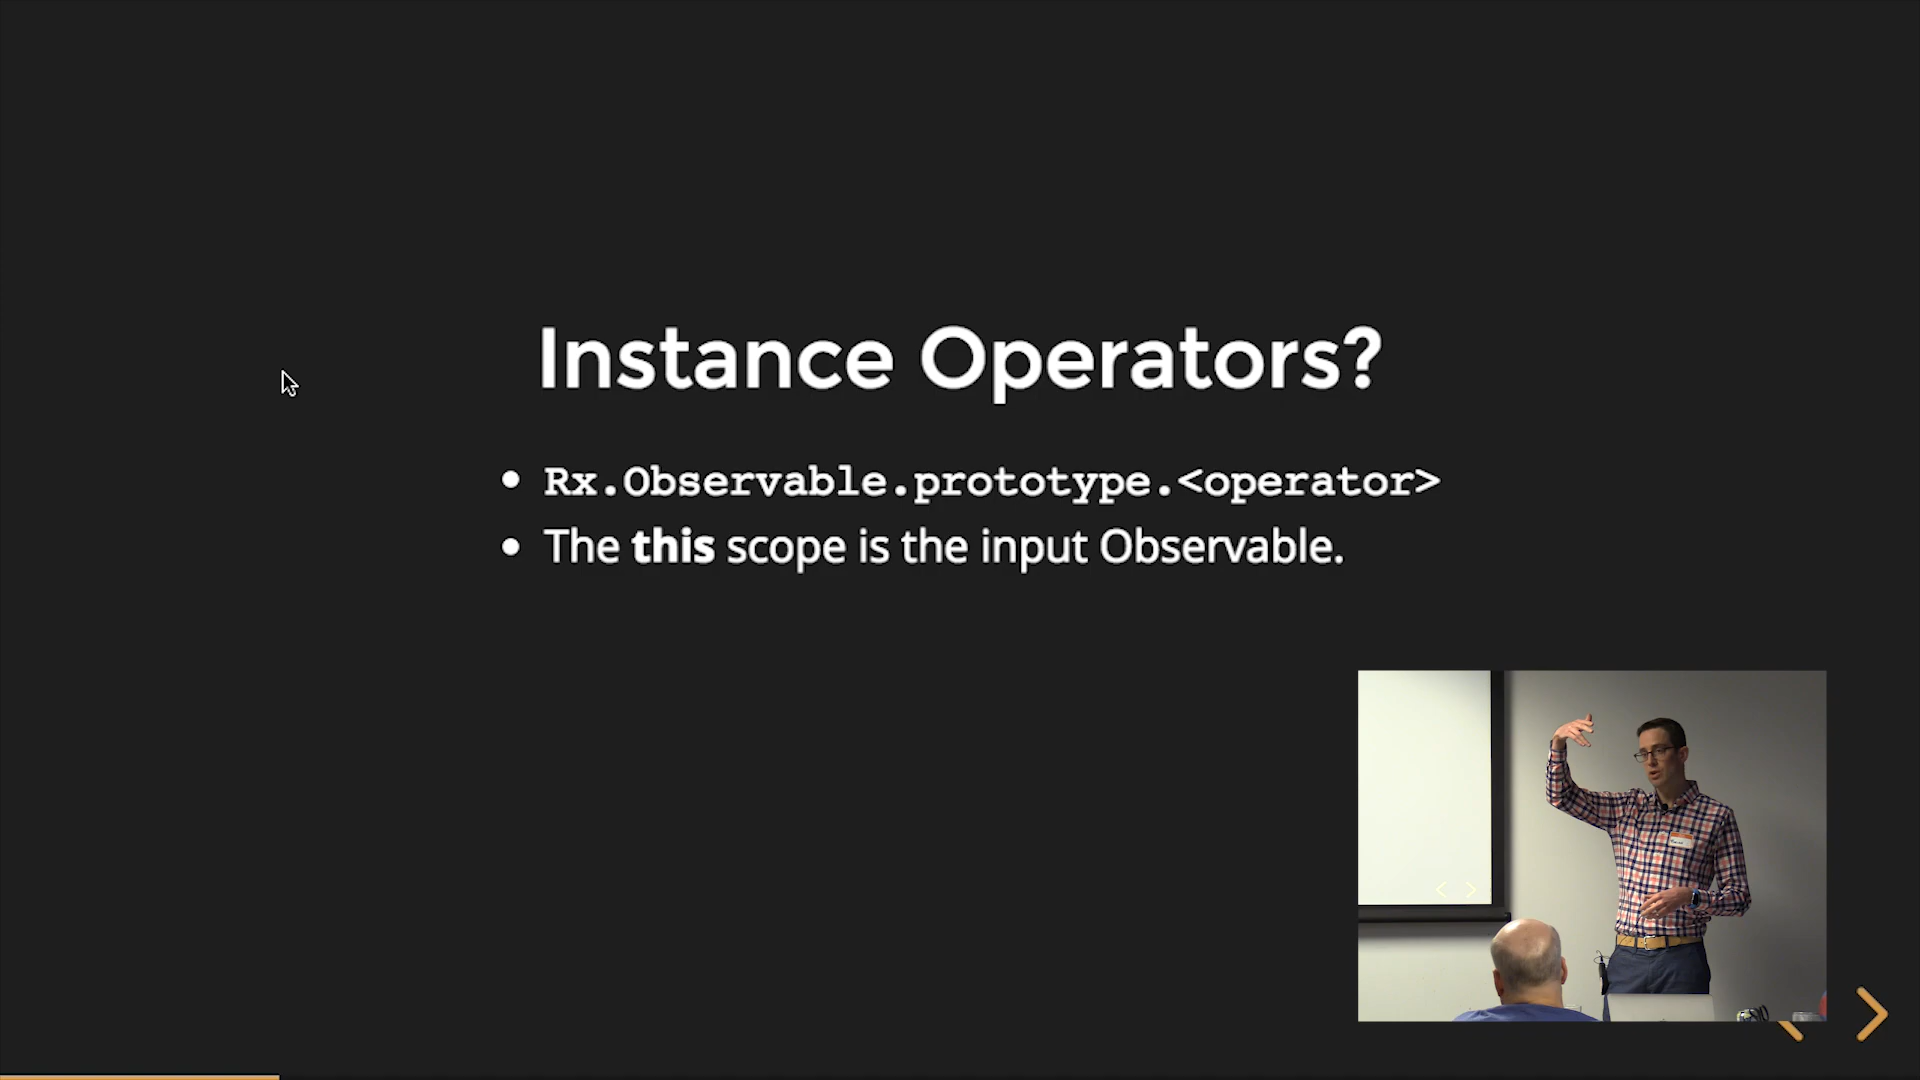 Instance Operators?
Rx.Observable.prototype.<operator>
The this scope is the input Observable.